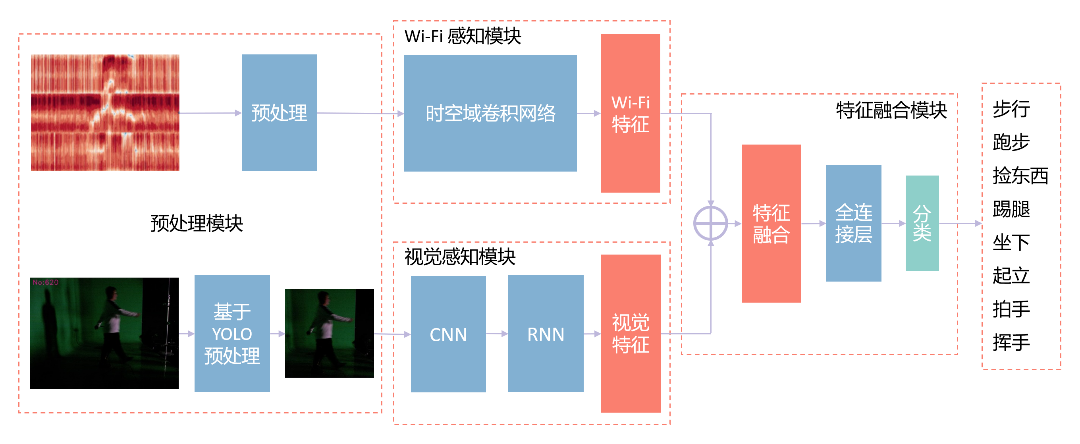 Wi-Fi 感知模块
预处理
时空域卷积网络
Wi-Fi
特征
预处理模块
特征融合模块
特征
融合
全连
接层
分
类
步行
跑步
捡东西
踢腿
坐下
起立
拍手
挥手
视觉感知模块
No:620
基于
YOLO
预处理
CNN
RNN
视觉
特征